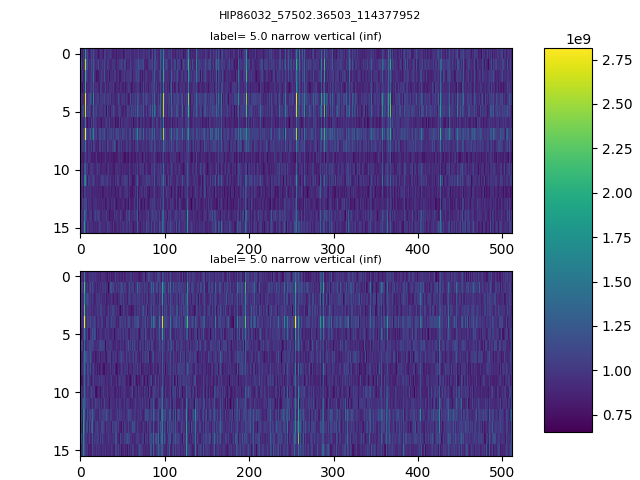 HIP86032_57502.36503_114377952
label= 5.0 narrow vertical (inf)
0
5
10
15
0 100 200 300 400 500
label= 5.0 narrow vertical (inf)
0
5
10
15
0 100 200 300 400 500
1e9
2.75
2.50
2.25
2.00
1.75
1.50
1.25
1.00
0.75